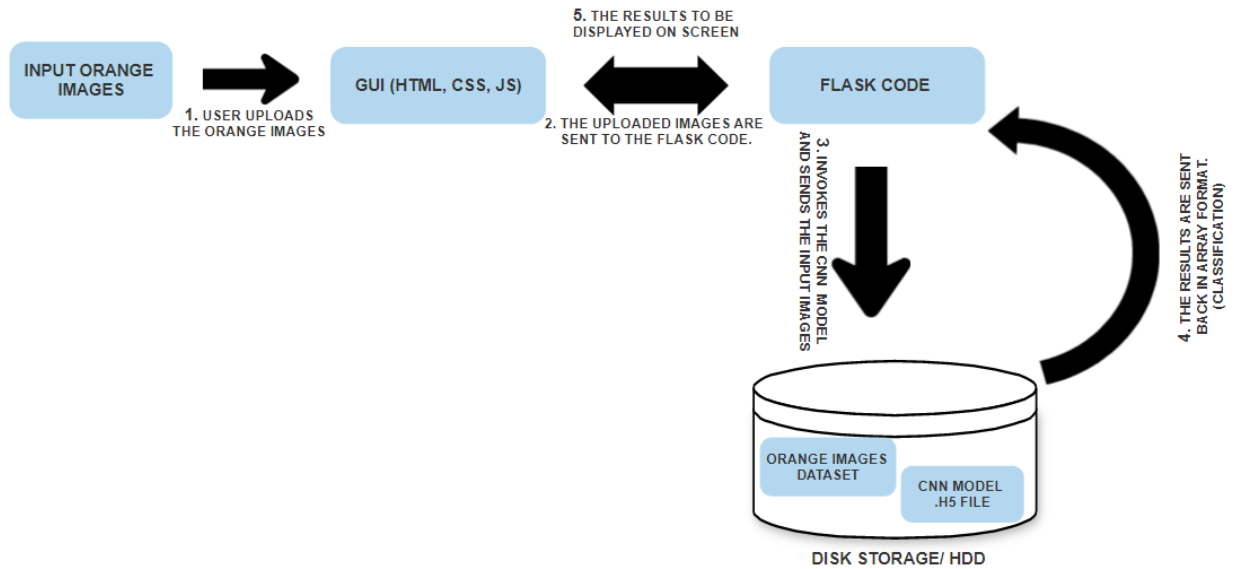 5. THE RESULTS TO BE
DISPLAYED ON SCREEN
INPUT ORANGE
IMAGES
GUI (HTML, CSS, JS)
FLASK CODE
1. USER UPLOADS
THE ORANGE IMAGES
2. THE UPLOADED IMAGES ARE
SENT TO THE FLASK CODE.
3. INVOKES THE CNN MODEL
AND SENDS THE INPUT IMAGES
4. THE RESULTS ARE SENT
BACK IN ARRAY FORMAT.
(CLASSIFICATION)
ORANGE IMAGES
DATASET
CNN MODEL
.H5 FILE
DISK STORAGE/ HDD